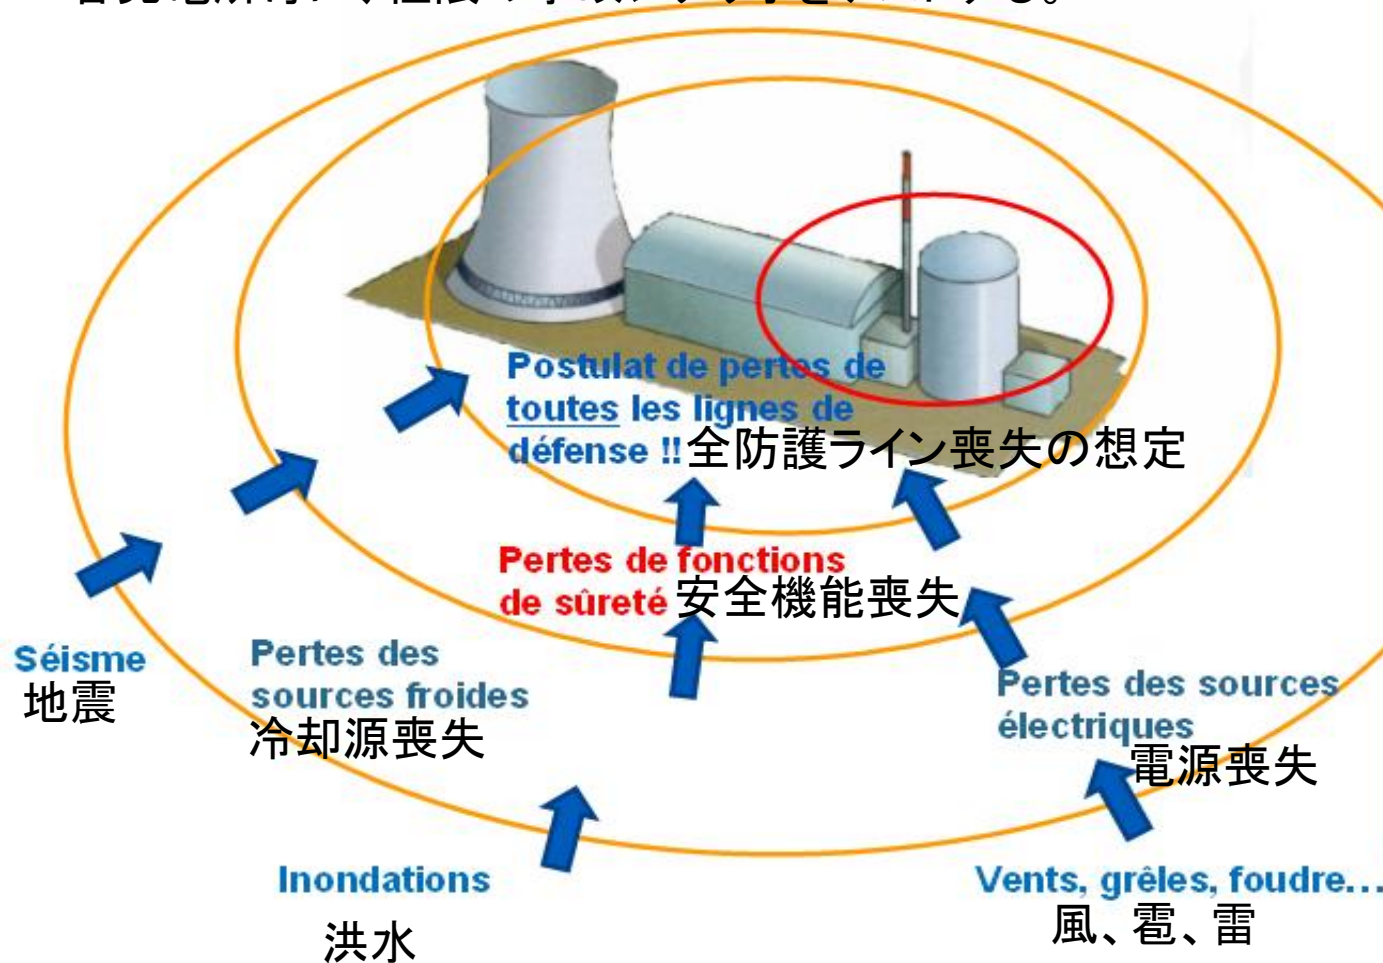 Postulat de pertes de
toutes les lignes de
défense !! 全防護ライン喪失の想定
Pertes de fonctions
de sûreté 安全機能喪失
Séisme
地震
Pertes des
sources froides
冷却源喪失
Pertes des sources
électriques
電源喪失
Inondations
洪水
Vents, grêles, foudre...
風、雹、雷